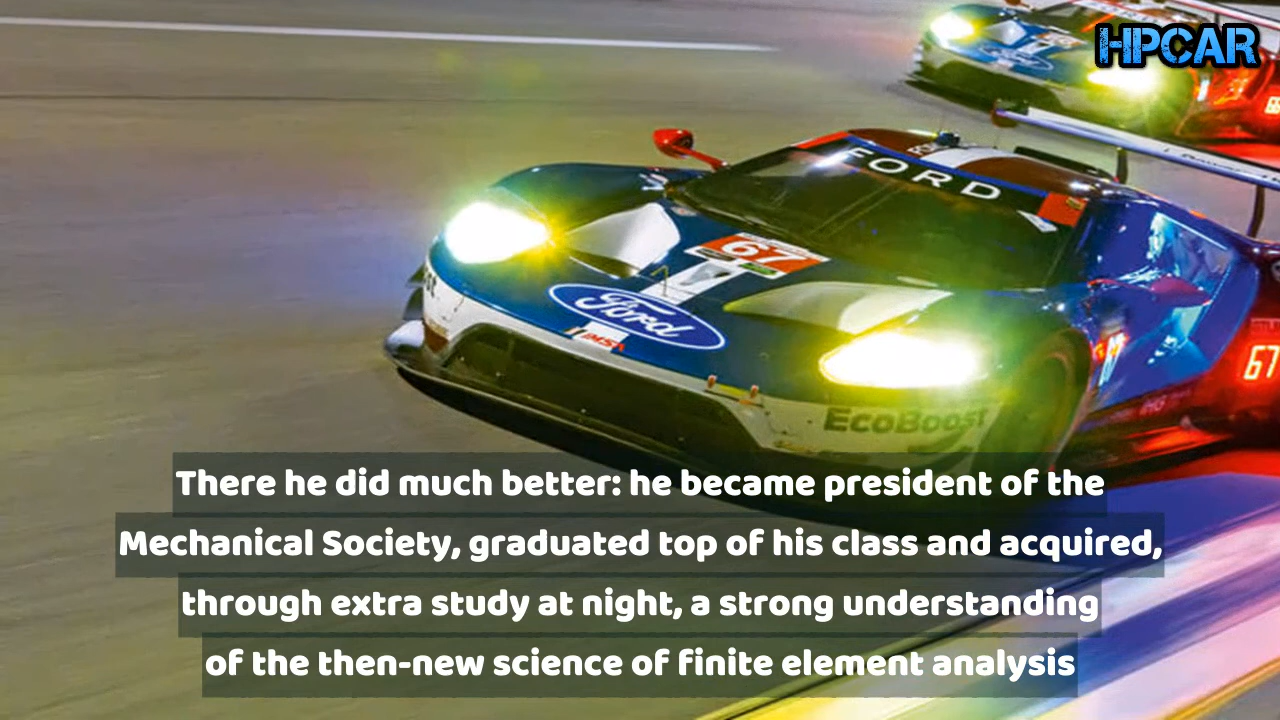 HPCAR
FORD
67
Ford
IMSA
EcoBoost
67
There he did much better: he became president of the
Mechanical Society, graduated top of his class and acquired,
through extra study at night, a strong understanding
of the then-new science of finite element analysis